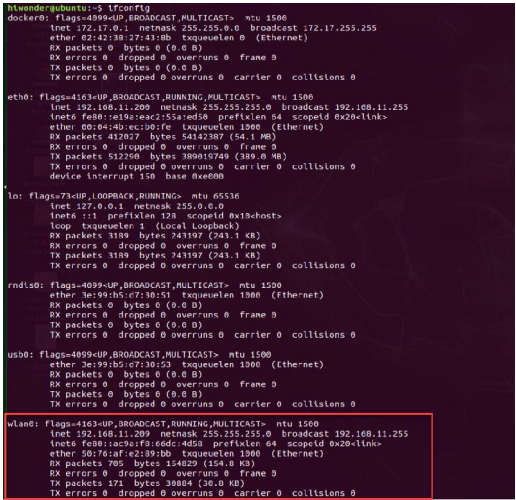 hiwonder@ubuntu:~$ ifconfig
docker0: flags=4099<UP,BROADCAST,MULTICAST>  mtu 1500
        inet 172.17.0.1  netmask 255.255.0.0  broadcast 172.17.255.255
        ether 02:42:38:27:43:8b  txqueuelen 0  (Ethernet)
        RX packets 0  bytes 0 (0.0 B)
        RX errors 0  dropped 0  overruns 0  frame 0
        TX packets 0  bytes 0 (0.0 B)
        TX errors 0  dropped 0 overruns 0  carrier 0  collisions 0
eth0: flags=4163<UP,BROADCAST,RUNNING,MULTICAST>  mtu 1500
        inet 192.168.11.200  netmask 255.255.255.0  broadcast 192.168.11.255
        inet6 fe80::e19a:eac2:55a:ed50  prefixlen 64  scopeid 0x20<link>
        ether 00:04:4b:ec:b0:fe  txqueuelen 1000  (Ethernet)
        RX packets 412027  bytes 54142387 (54.1 MB)
        RX errors 0  dropped 0  overruns 0  frame 0
        TX packets 512290  bytes 389019749 (389.0 MB)
        TX errors 0  dropped 0 overruns 0  carrier 0  collisions 0
        device interrupt 150  base 0xe000
lo: flags=73<UP,LOOPBACK,RUNNING>  mtu 65536
        inet 127.0.0.1  netmask 255.0.0.0
        inet6 ::1  prefixlen 128  scopeid 0x10<host>
        loop  txqueuelen 1  (Local Loopback)
        RX packets 3189  bytes 243197 (243.1 KB)
        RX errors 0  dropped 0  overruns 0  frame 0
        TX packets 3189  bytes 243197 (243.1 KB)
        TX errors 0  dropped 0 overruns 0  carrier 0  collisions 0
rndis0: flags=4099<UP,BROADCAST,MULTICAST>  mtu 1500
        ether 3e:99:b5:d7:30:51  txqueuelen 1000  (Ethernet)
        RX packets 0  bytes 0 (0.0 B)
        RX errors 0  dropped 0  overruns 0  frame 0
        TX packets 0  bytes 0 (0.0 B)
        TX errors 0  dropped 0 overruns 0  carrier 0  collisions 0
usb0: flags=4099<UP,BROADCAST,MULTICAST>  mtu 1500
        ether 3e:99:b5:d7:30:53  txqueuelen 1000  (Ethernet)
        RX packets 0  bytes 0 (0.0 B)
        RX errors 0  dropped 0  overruns 0  frame 0
        TX packets 0  bytes 0 (0.0 B)
        TX errors 0  dropped 0 overruns 0  carrier 0  collisions 0
wlan0: flags=4163<UP,BROADCAST,RUNNING,MULTICAST>  mtu 1500
        inet 192.168.11.209  netmask 255.255.255.0  broadcast 192.168.11.255
        inet6 fe80::ac9a:f8:66dc:4d58  prefixlen 64  scopeid 0x20<link>
        ether 50:76:af:e2:89:bb  txqueuelen 1000  (Ethernet)
        RX packets 705  bytes 154829 (154.8 KB)
        RX errors 0  dropped 0  overruns 0  frame 0
        TX packets 171  bytes 30884 (30.8 KB)
        TX errors 0  dropped 0 overruns 0  carrier 0  collisions 0